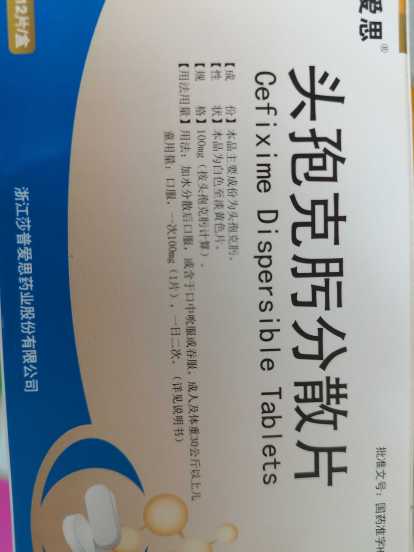 爱思®
头孢克肟分散片
Cefixime Dispersible Tablets
【成 份】本品主要成份为头孢克肟。
【性 状】本品为白色至淡黄色片。
【规 格】100mg（按头孢克肟计算）。
【用法用量】用法：加水分散后口服，或含于口中吮服或吞服，成人及体重30公斤以上儿
童用量：口服，一次100mg（1片），一日二次。（详见说明书）
批准文号：国药准字H
浙江莎普爱思药业股份有限公司
12片/盒